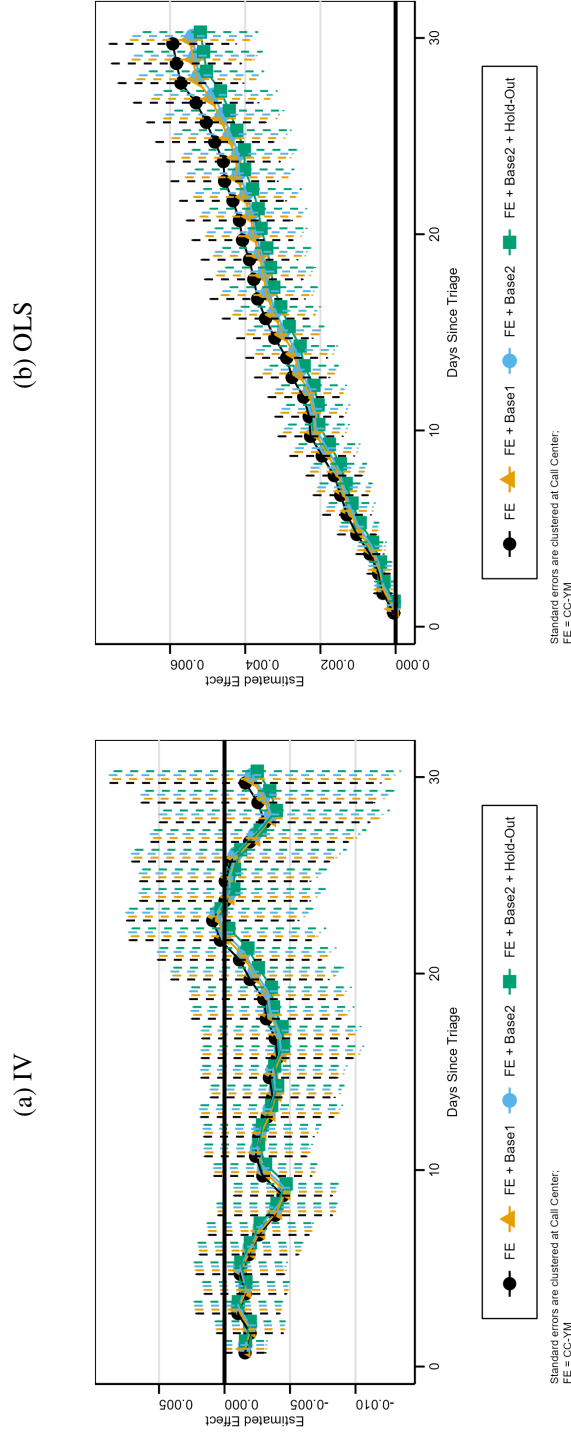 (a) IV
Estimated Effect
0.005
0.000
-0.005
-0.010
0
10
20
30
Days Since Triage
FE
FE + Base1
FE + Base2
FE + Base2 + Hold-Out
Standard errors are clustered at Call Center;
FE = CC-YM
(b) OLS
Estimated Effect
0.006
0.004
0.002
0.000
0
10
20
30
Days Since Triage
FE
FE + Base1
FE + Base2
FE + Base2 + Hold-Out
Standard errors are clustered at Call Center;
FE = CC-YM